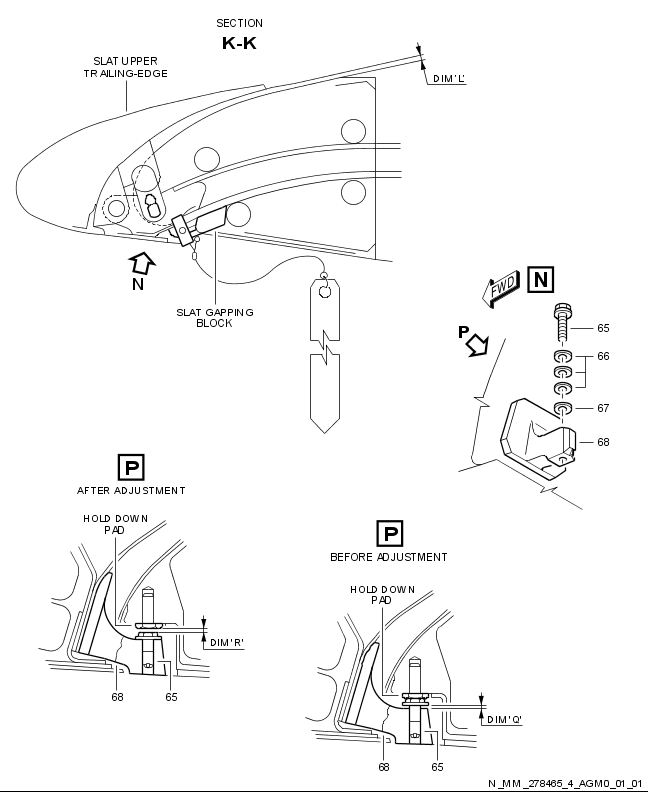 SECTION
K-K
SLAT UPPER
TRAILING-EDGE
DIM'L'
N
SLAT GAPPING
BLOCK
FWD
N
P
65
66
67
68
P
AFTER ADJUSTMENT
HOLD DOWN
PAD
DIM'R'
68
65
P
BEFORE ADJUSTMENT
HOLD DOWN
PAD
DIM'Q'
68
65
N_MM_278465_4_AGM0_01_01